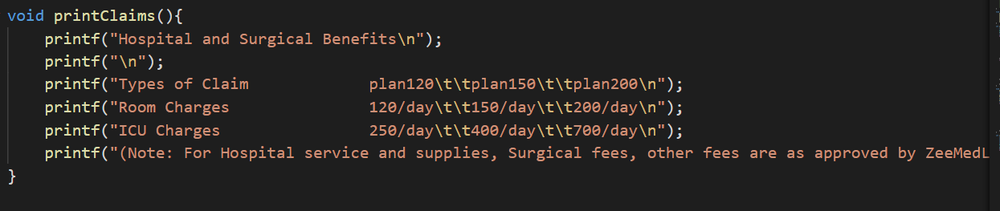 void printClaims(){
    printf("Hospital and Surgical Benefits\n");
    printf("\n");
    printf("Types of Claim             plan120\t\tplan150\t\tplan200\n");
    printf("Room Charges               120/day\t\t150/day\t\t200/day\n");
    printf("ICU Charges                250/day\t\t400/day\t\t700/day\n");
    printf("(Note: For Hospital service and supplies, Surgical fees, other fees are as approved by ZeeMedL
}